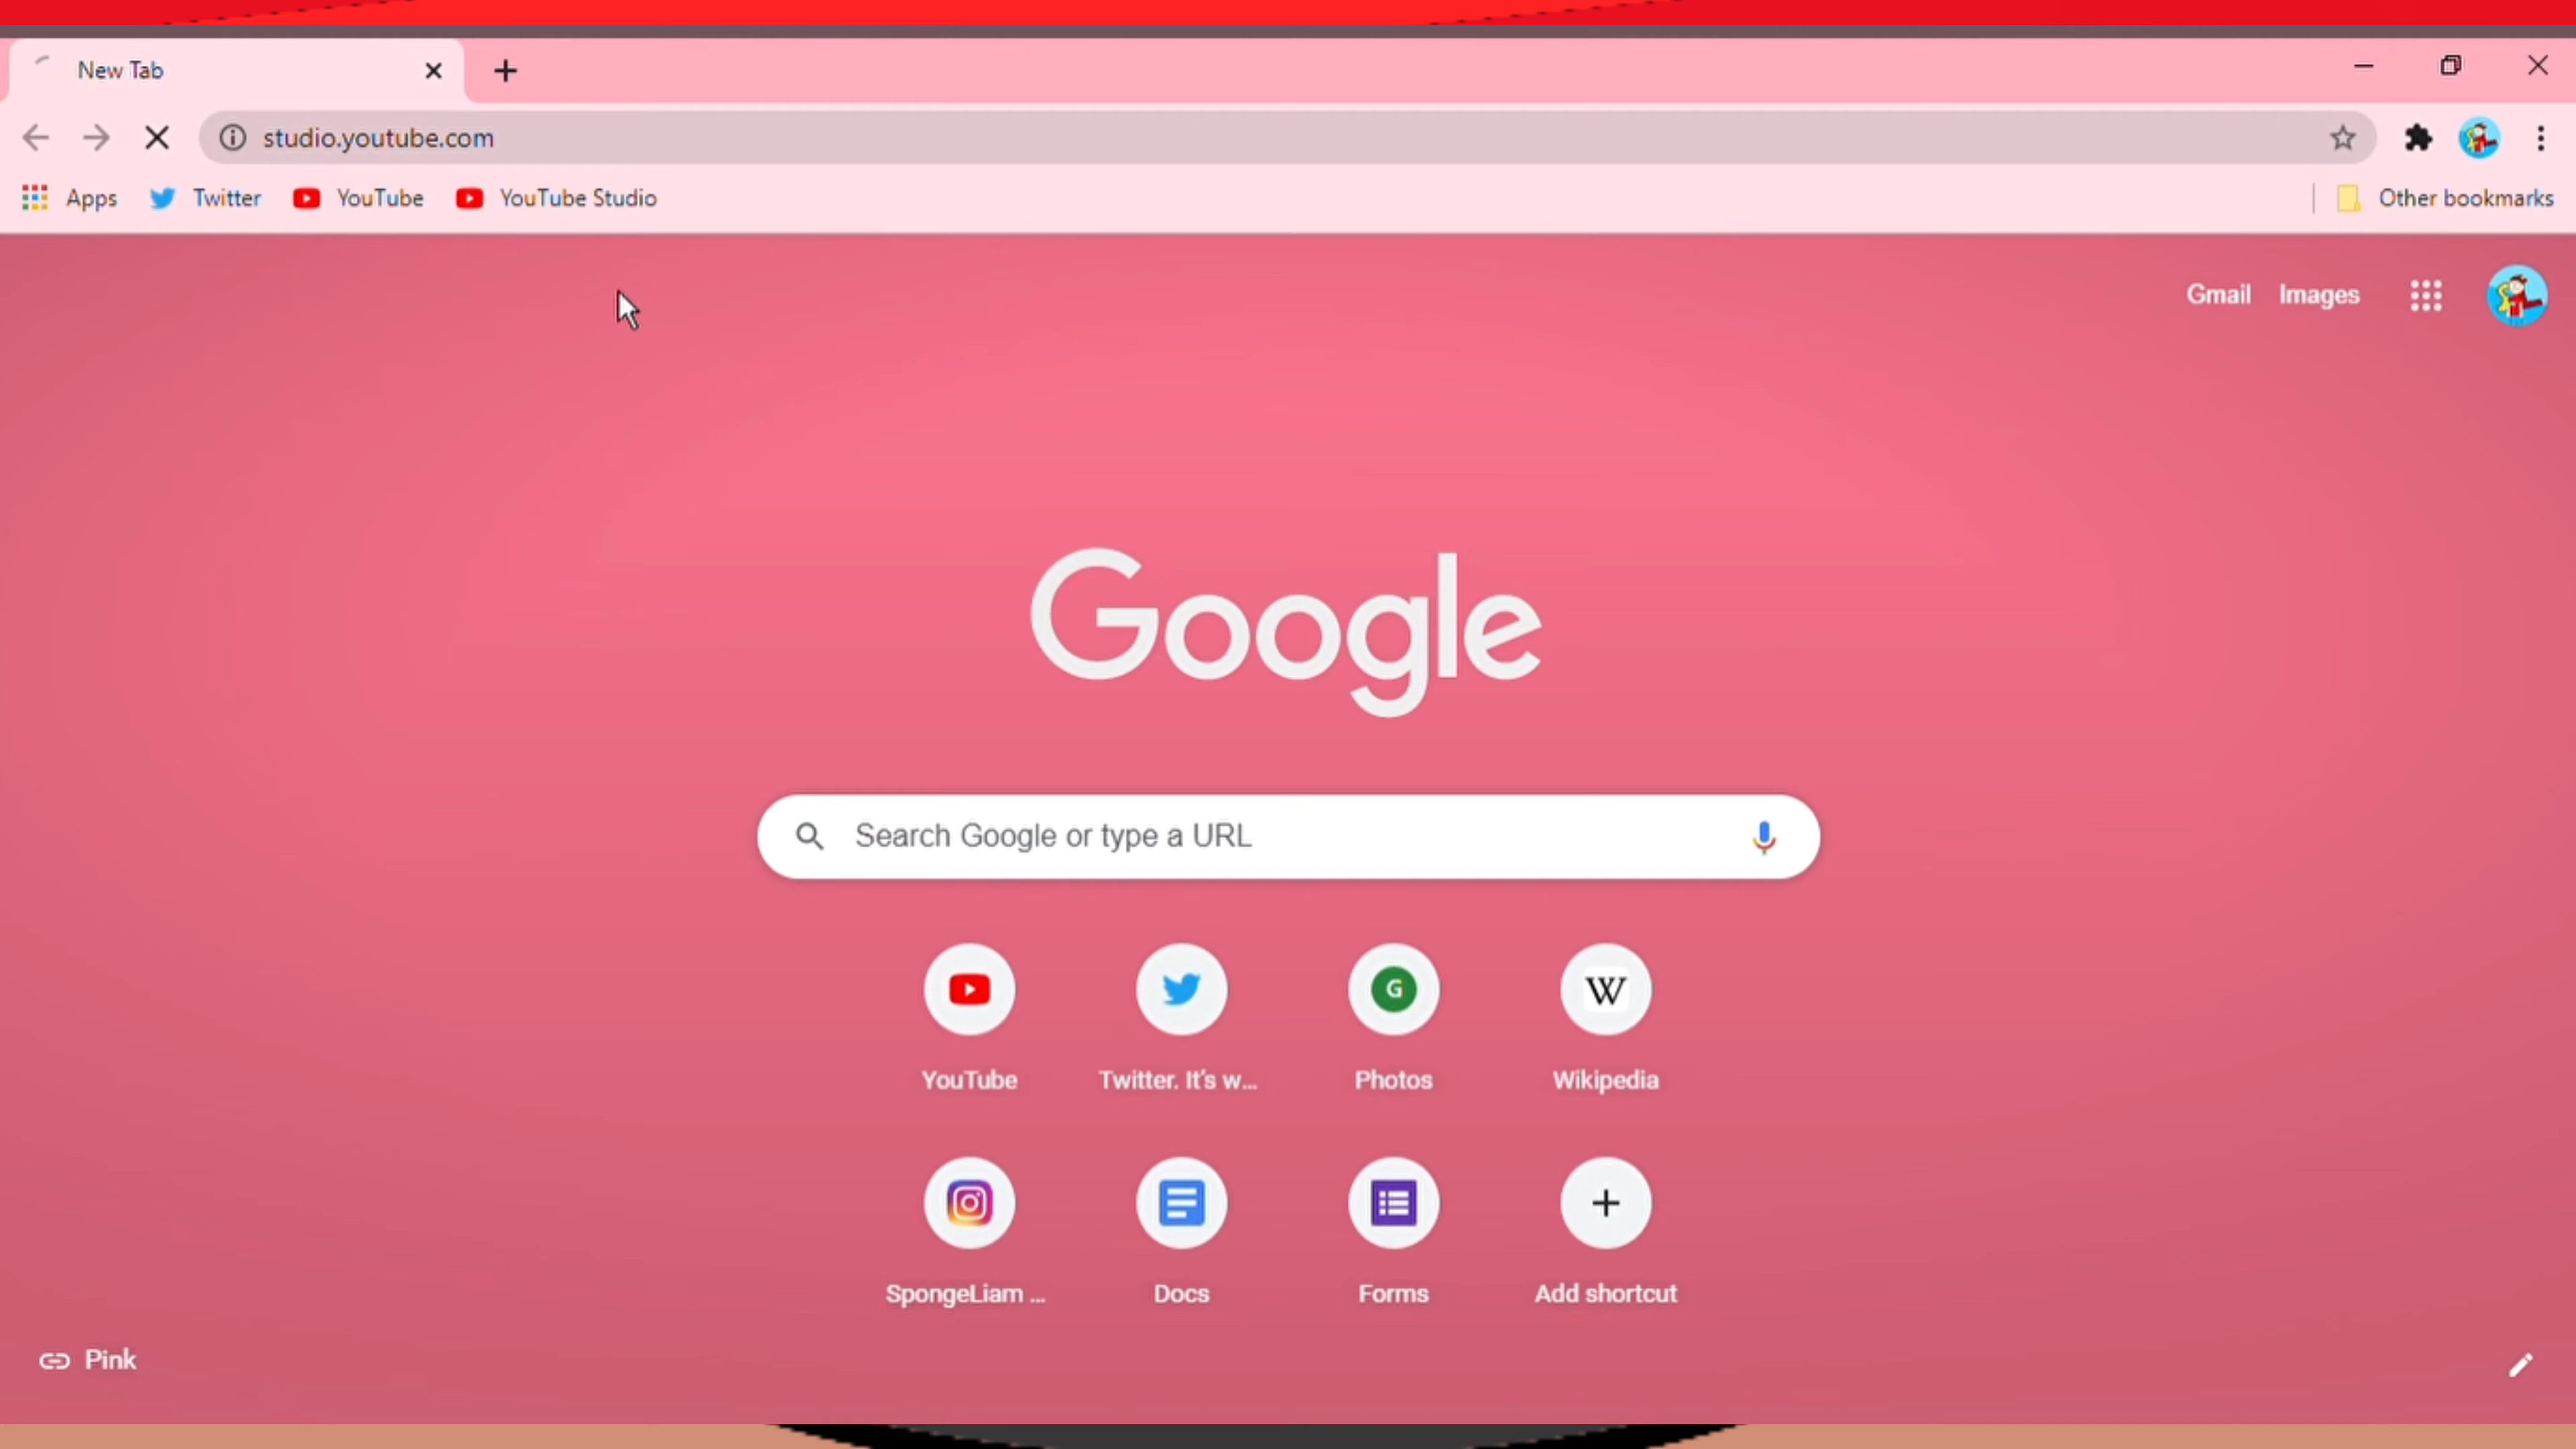 New Tab
studio.youtube.com
Apps Twitter YouTube YouTube Studio Other bookmarks
Gmail Images
Google
Search Google or type a URL
G W
YouTube Twitter. It's w... Photos Wikipedia
SpongeLiam ... Docs Forms Add shortcut
Pink